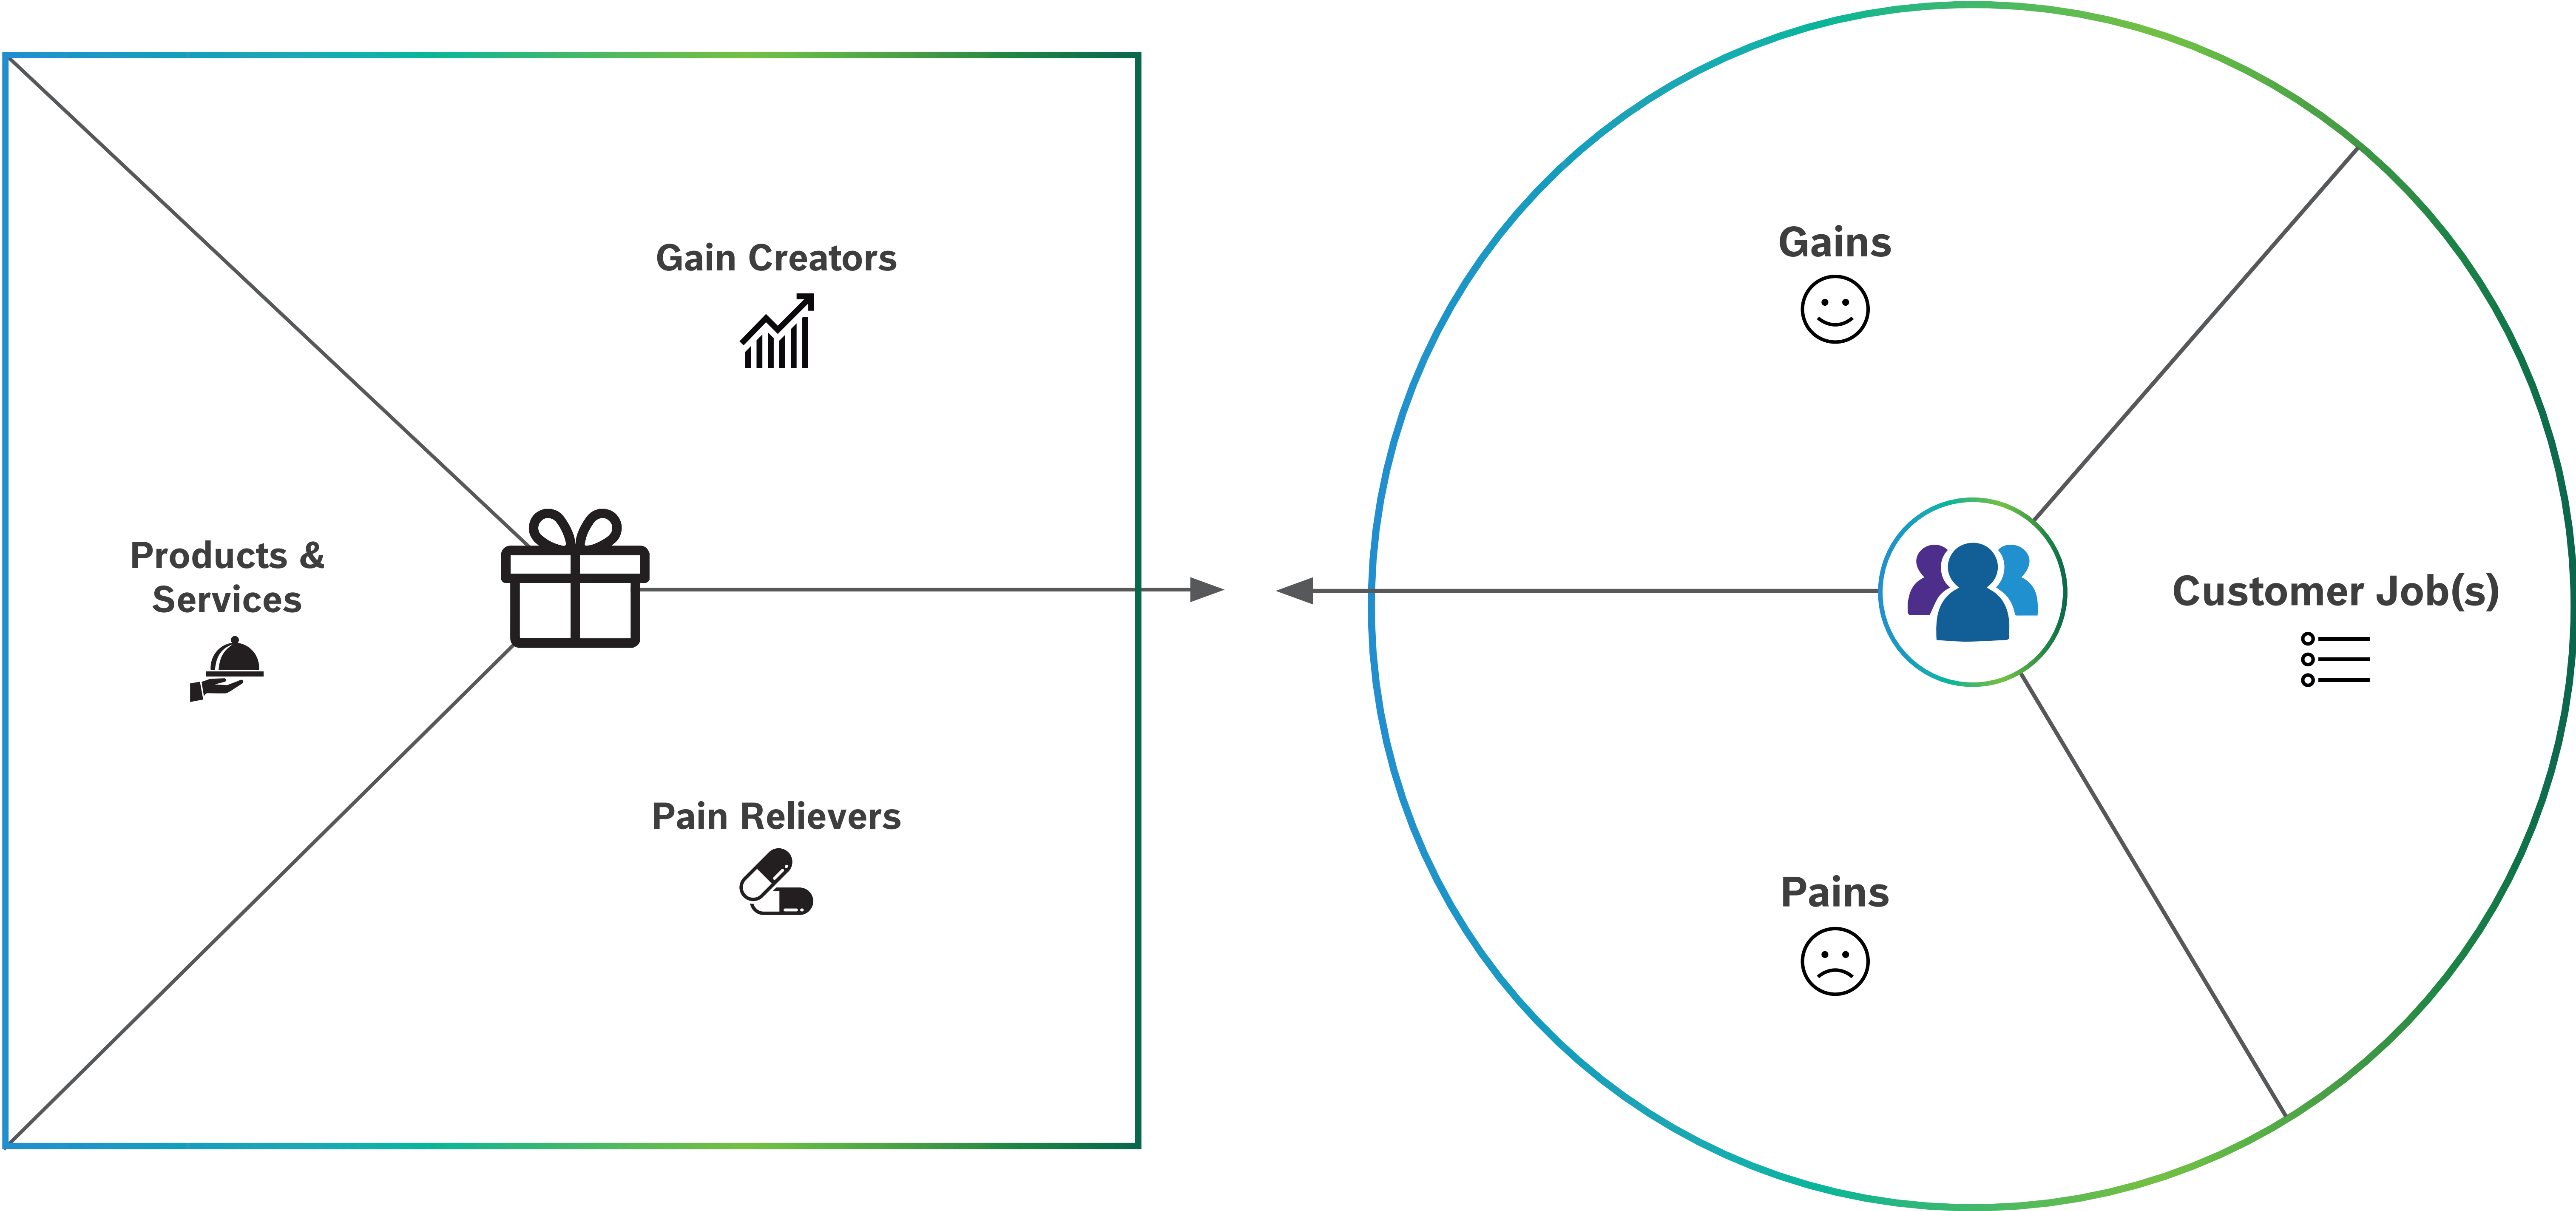 Gain Creators
Products &
Services
Pain Relievers
Gains
Customer Job(s)
Pains